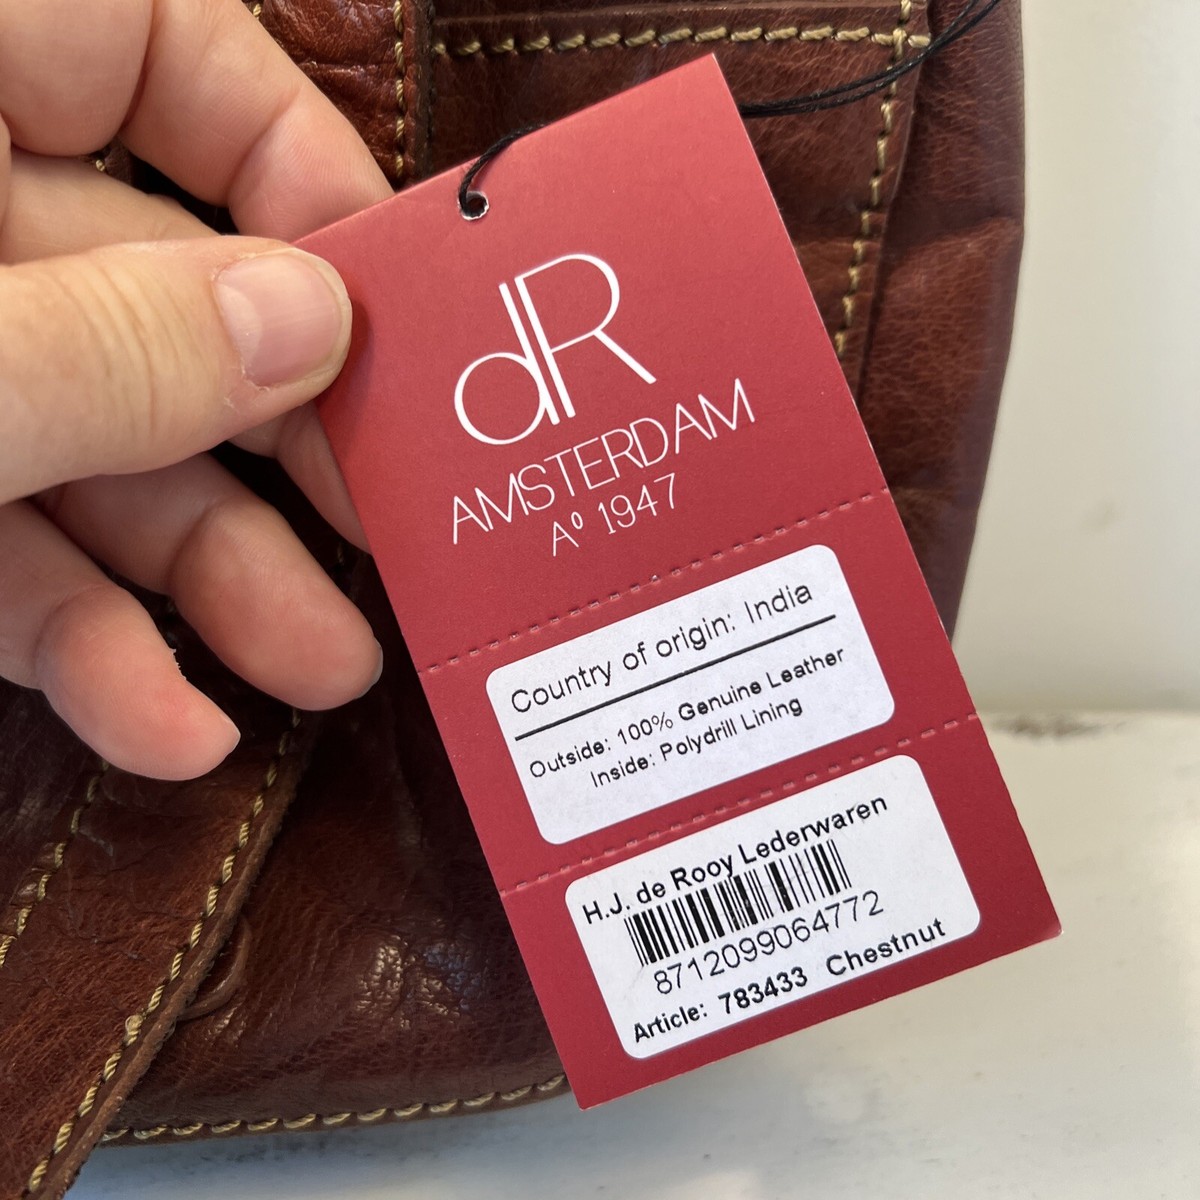 dR
AMSTERDAM
Aº 1947
Country of origin: India
Outside: 100% Genuine Leather
Inside: Polydrill Lining
H.J. de Rooy Lederwaren
8712099064772
Article: 783433 Chestnut